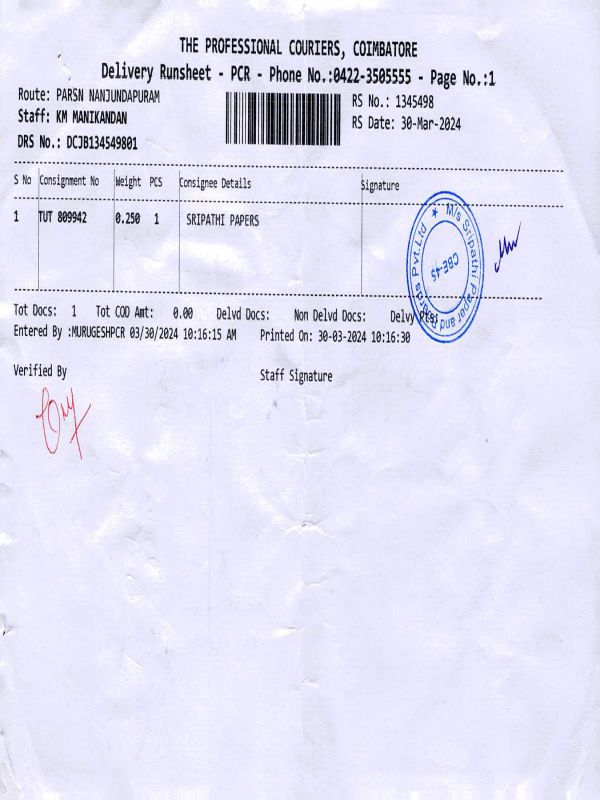 THE PROFESSIONAL COURIERS, COIMBATORE
Delivery Runsheet - PCR - Phone No.:0422-3505555 - Page No.:1
Route: PARSN NANJUNDAPURAM
RS No.: 1345498
Staff: KM MANIKANDAN
RS Date: 30-Mar-2024
DRS No.: DCJB134549801
S No Consignment No Weight PCS Consignee Details Signature
1 TUT 809942 0.250 1 SRIPATHI PAPERS
M/s Sripathi Paper and Boards Pvt.Ltd ★
CBE-45
Tot Docs: 1 Tot COD Amt: 0.00 Delvd Docs: Non Delvd Docs: Delvy Pcs:
Entered By :MURUGESHPCR 03/30/2024 10:16:15 AM Printed On: 30-03-2024 10:16:30
Verified By Staff Signature